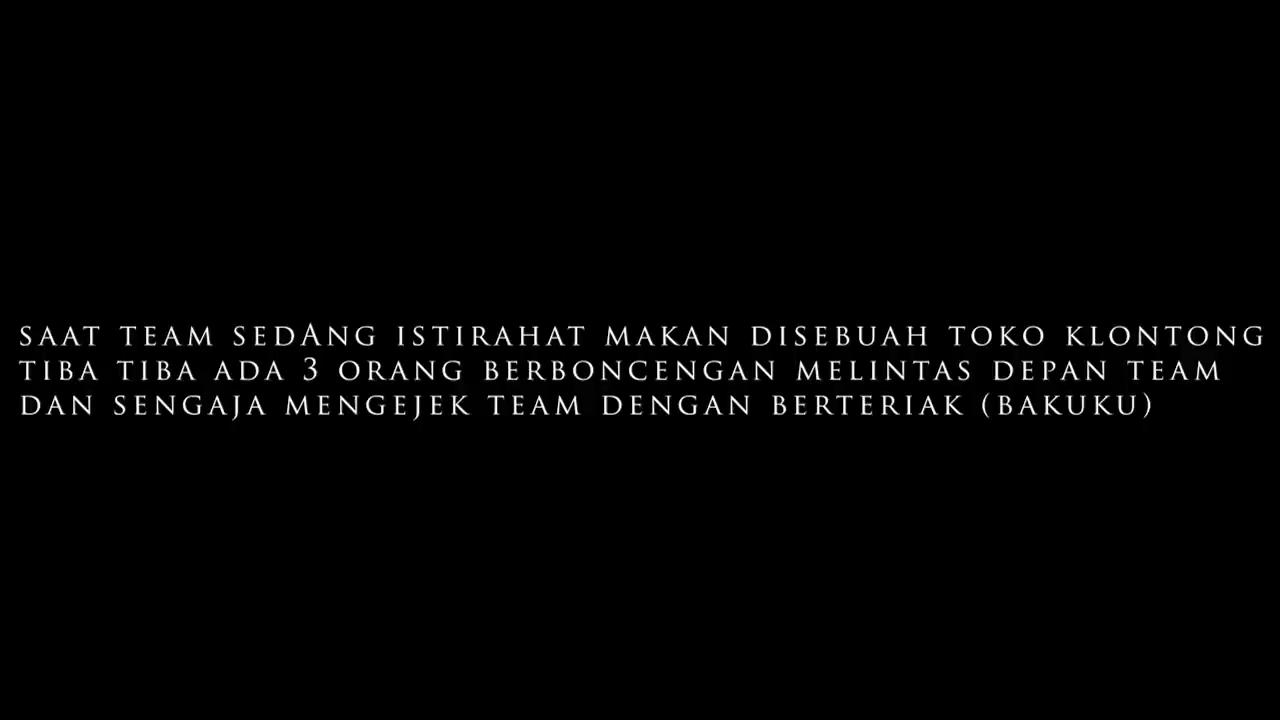 SAAT TEAM SEDANG ISTIRAHAT MAKAN DISEBUAH TOKO KLONTONG
TIBA TIBA ADA 3 ORANG BERBONCENGAN MELINTAS DEPAN TEAM
DAN SENGAJA MENGEJEK TEAM DENGAN BERTERIAK (BAKUKU)